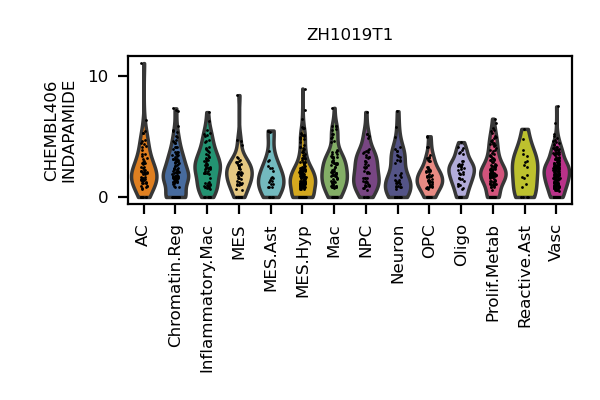 ZH1019T1
CHEMBL406
INDAPAMIDE
10
0
AC
Chromatin.Reg
Inflammatory.Mac
MES
MES.Ast
MES.Hyp
Mac
NPC
Neuron
OPC
Oligo
Prolif.Metab
Reactive.Ast
Vasc